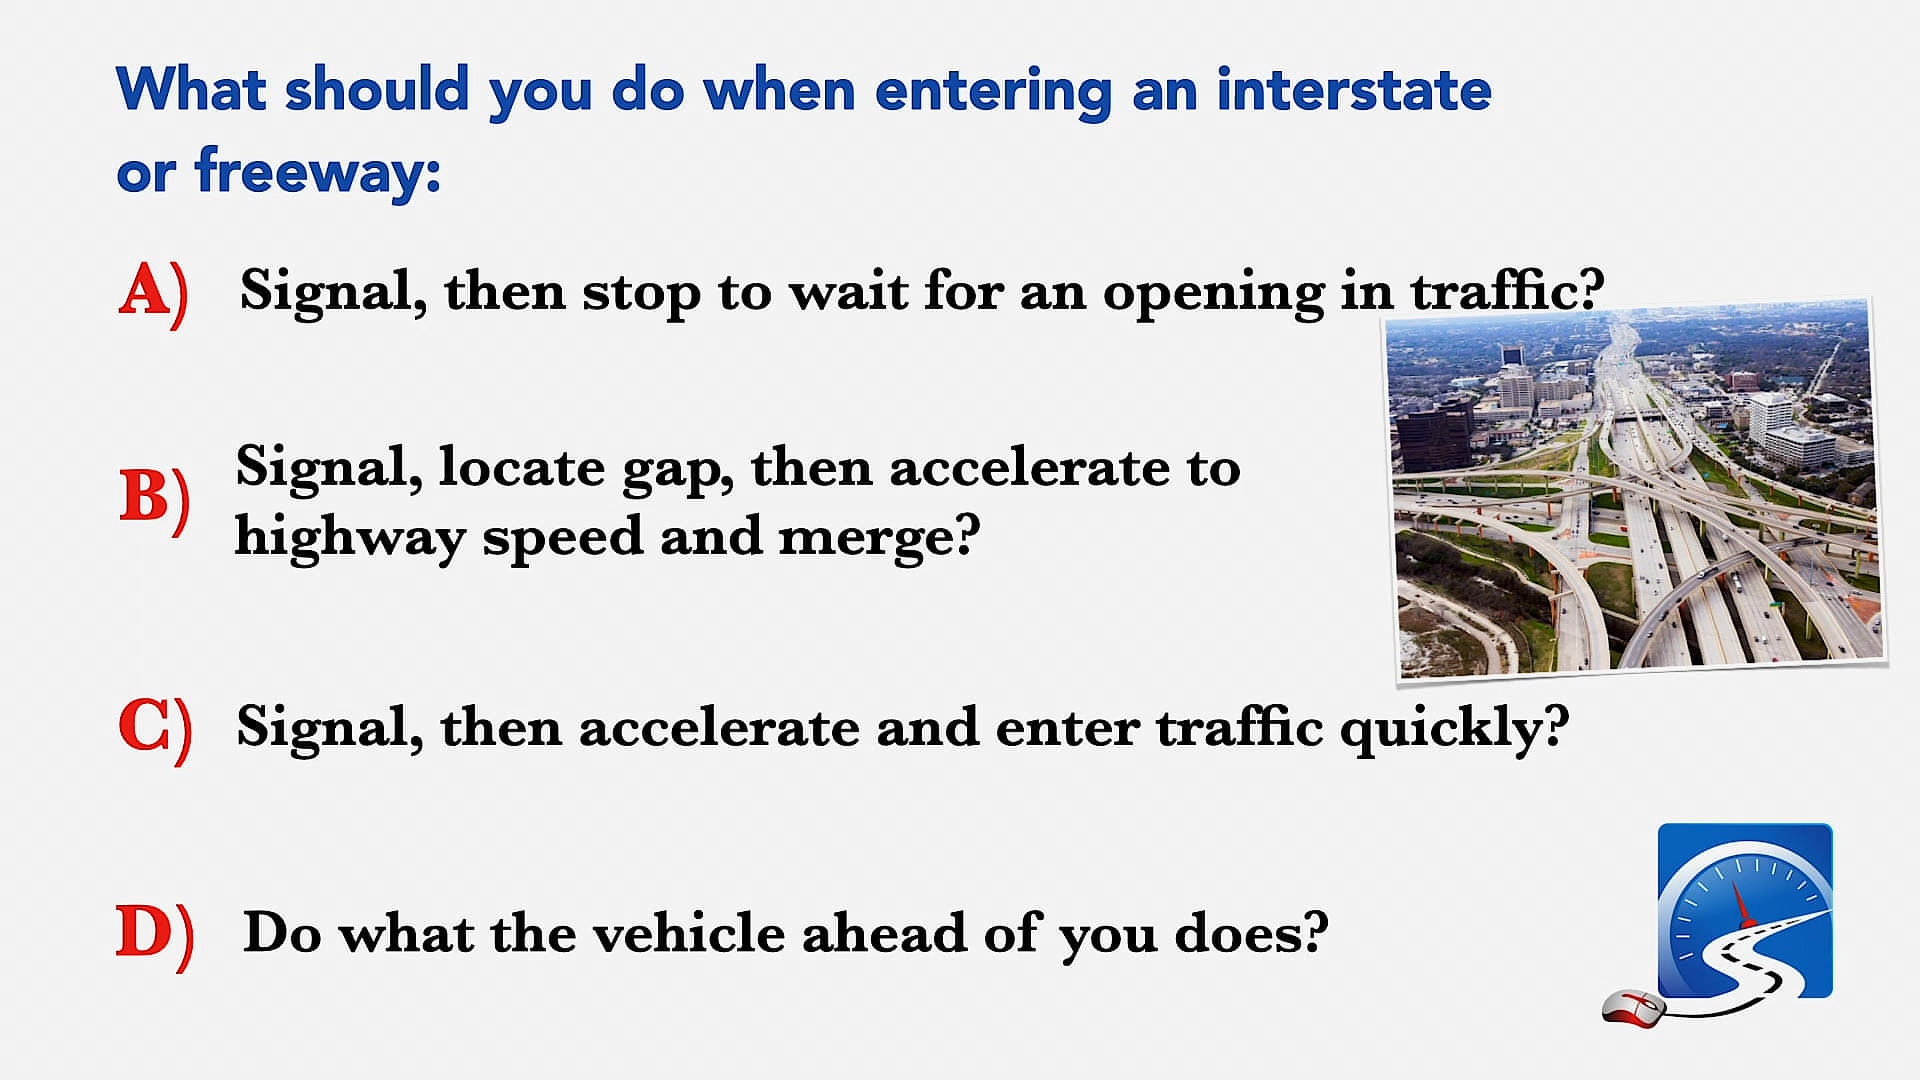 What should you do when entering an interstate
or freeway:
A) Signal, then stop to wait for an opening in traffic?
B) Signal, locate gap, then accelerate to
highway speed and merge?
C) Signal, then accelerate and enter traffic quickly?
D) Do what the vehicle ahead of you does?